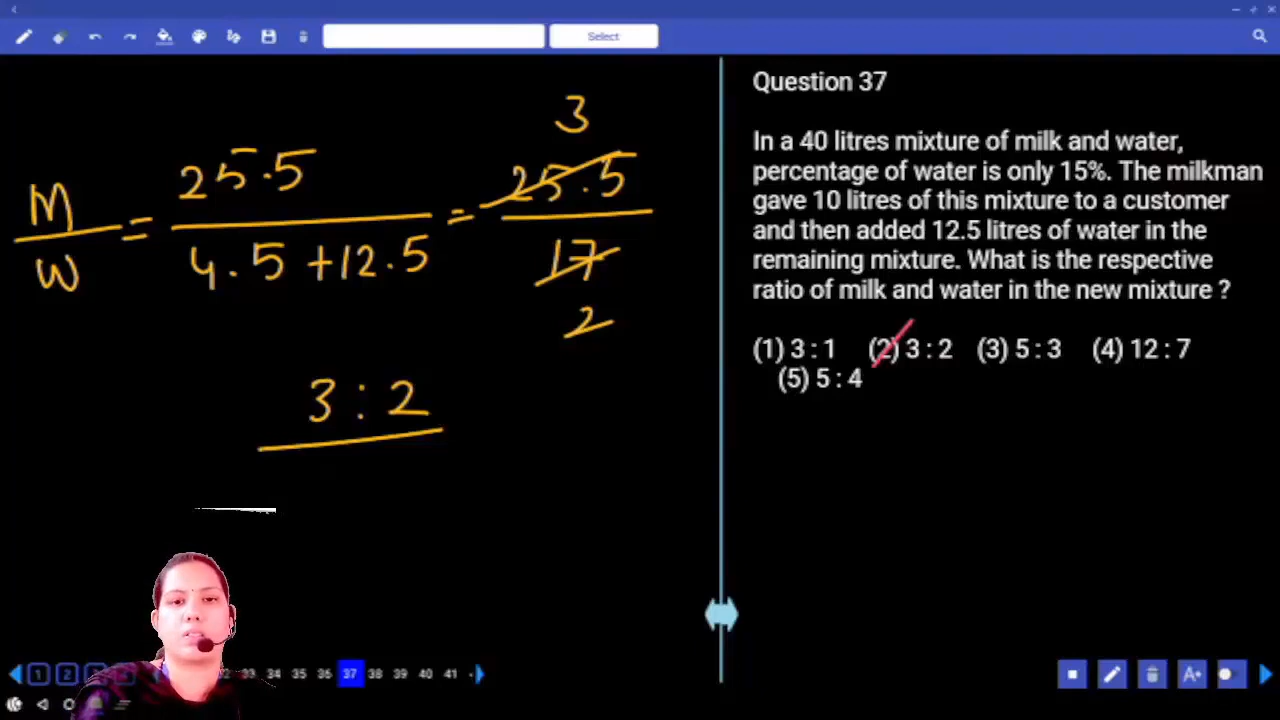 Select
Question 37
In a 40 litres mixture of milk and water,
percentage of water is only 15%. The milkman
gave 10 litres of this mixture to a customer
and then added 12.5 litres of water in the
remaining mixture. What is the respective
ratio of milk and water in the new mixture ?
(1) 3 : 1 (2) 3 : 2 (3) 5 : 3 (4) 12 : 7
(5) 5 : 4
3
M 25.5 25.5
= =
W 4.5 + 12.5 17
2
3 : 2
1 2 33 34 35 36 37 38 39 40 41
A+